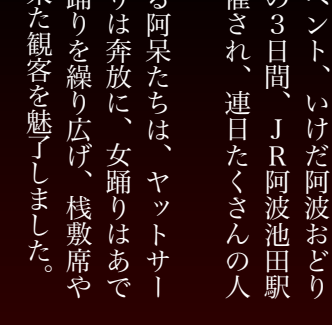 ベント、いけだ阿波おどり
の３日間、ＪＲ阿波池田駅
催され、連日たくさんの人
る阿呆たちは、ヤットサー
りは奔放に、女踊りはあで
踊りを繰り広げ、桟敷席や
来た観客を魅了しました。